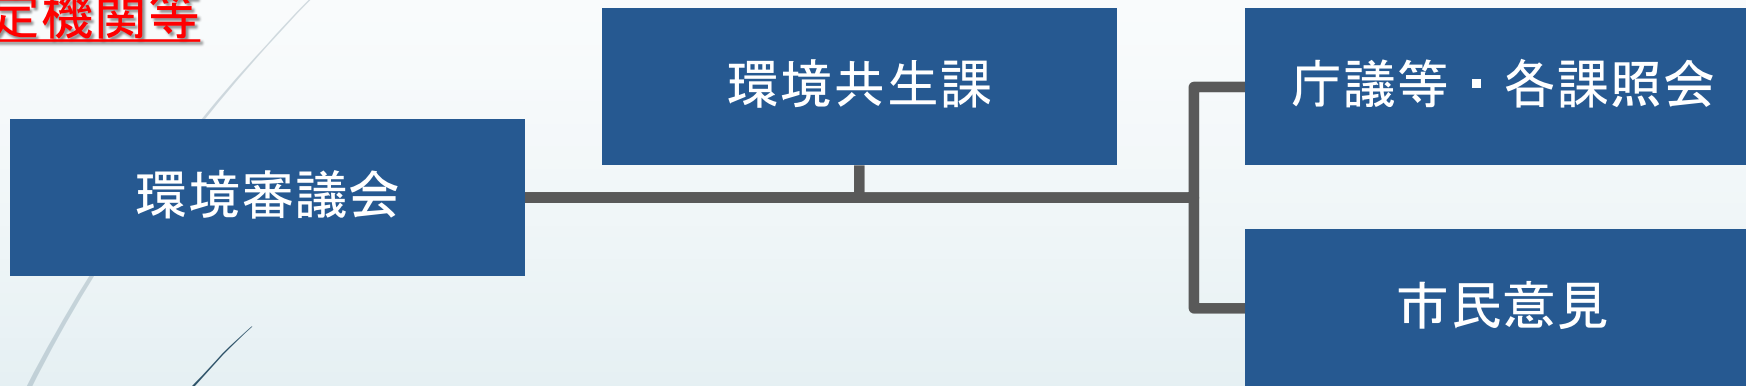 定機関等
環境共生課
庁議等・各課照会
環境審議会
市民意見